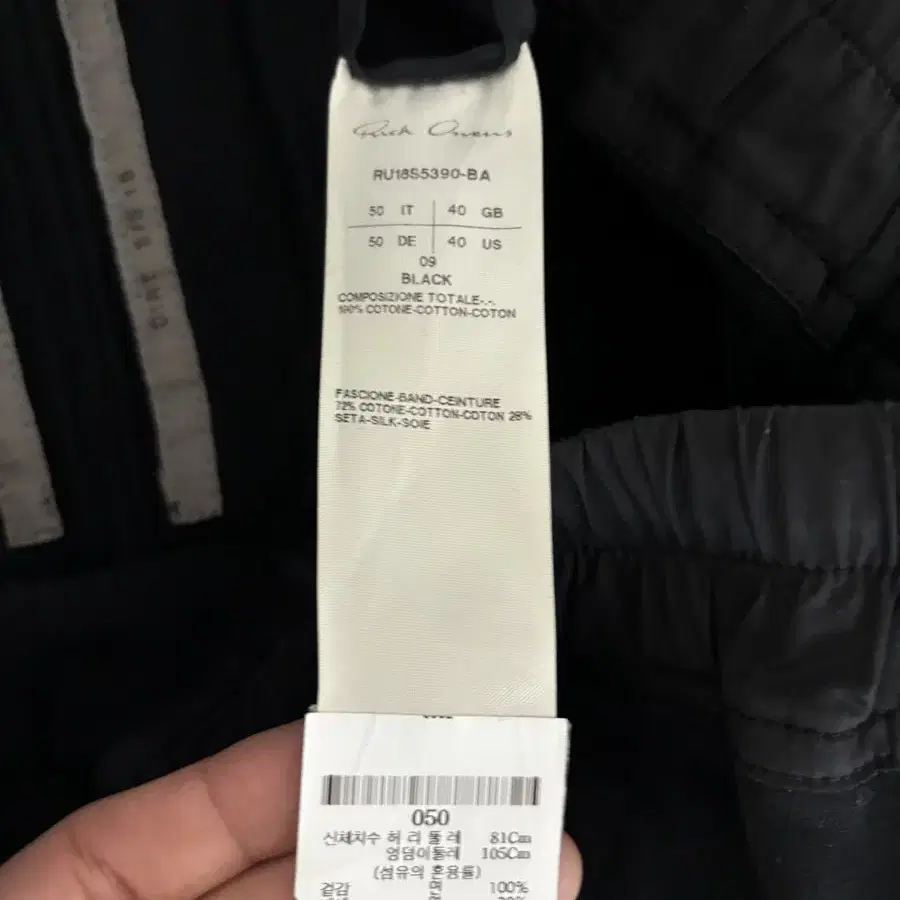 Rick Owens
RU18S5390-BA
50 IT 40 GB
50 DE 40 US
09
BLACK
COMPOSIZIONE TOTALE-.-.
100% COTONE-COTTON-COTON
FASCIONE-BAND-CEINTURE
72% COTONE-COTTON-COTON 28%
SETA-SILK-SOIE
DIRT S/S 18
050
신체치수 허 리 둘 레 81Cm
엉덩이둘레 105Cm
(섬유의 혼용률)
겉감 면 100%